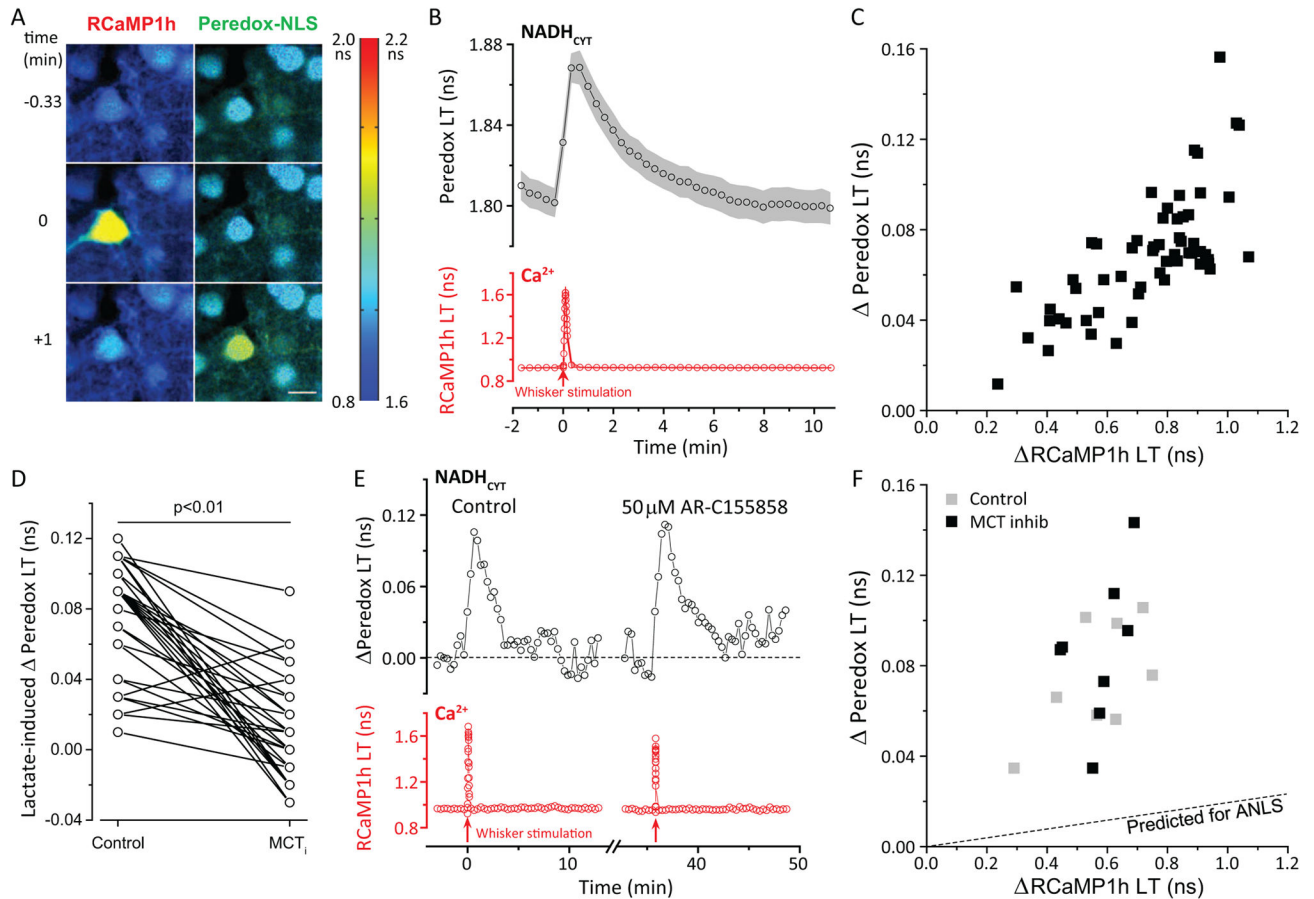 A
RCaMP1h Peredox-NLS
time
(min)
-0.33
0
+1
2.0
ns
2.2
ns
0.8
1.6
B
NADH_CYT
Peredox LT (ns)
1.88
1.84
1.80
Ca²⁺
RCaMP1h LT (ns)
1.6
1.2
0.8
Whisker stimulation
-2 0 2 4 6 8 10
Time (min)
C
Δ Peredox LT (ns)
0.16
0.12
0.08
0.04
0.00
0.0 0.2 0.4 0.6 0.8 1.0 1.2
ΔRCaMP1h LT (ns)
D
p<0.01
Lactate-induced Δ Peredox LT (ns)
0.12
0.08
0.04
0.00
-0.04
Control MCT_i
E
NADH_CYT
Control 50 μM AR-C155858
ΔPeredox LT (ns)
0.12
0.06
0.00
Ca²⁺
RCaMP1h LT (ns)
1.6
1.2
0.8
Whisker stimulation
0 10 40 50
Time (min)
F
Control
MCT inhib
Δ Peredox LT (ns)
0.16
0.12
0.08
0.04
0.00
Predicted for ANLS
0.0 0.2 0.4 0.6 0.8 1.0 1.2
ΔRCaMP1h LT (ns)